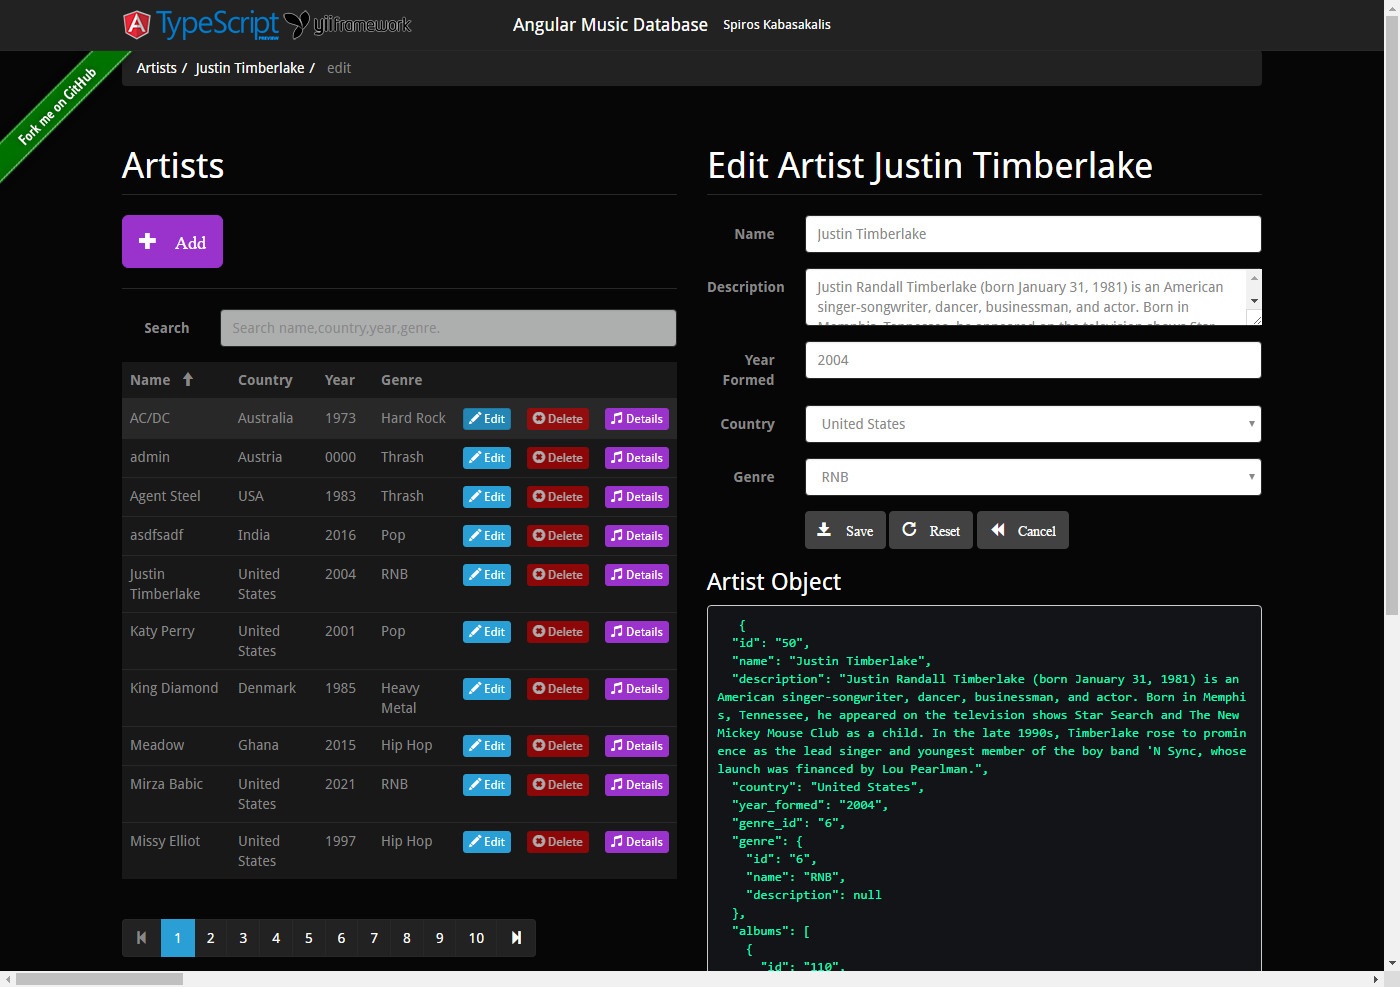 TypeScript PREVIEW yiiframework Angular Music Database Spiros Kabasakalis
Artists / Justin Timberlake / edit
Fork me on GitHub
Artists
Add
Search Search name,country,year,genre.
Name Country Year Genre
AC/DC Australia 1973 Hard Rock Edit Delete Details
admin Austria 0000 Thrash Edit Delete Details
Agent Steel USA 1983 Thrash Edit Delete Details
asdfsadf India 2016 Pop Edit Delete Details
Justin Timberlake United States 2004 RNB Edit Delete Details
Katy Perry United States 2001 Pop Edit Delete Details
King Diamond Denmark 1985 Heavy Metal Edit Delete Details
Meadow Ghana 2015 Hip Hop Edit Delete Details
Mirza Babic United States 2021 RNB Edit Delete Details
Missy Elliot United States 1997 Hip Hop Edit Delete Details
1 2 3 4 5 6 7 8 9 10
Edit Artist Justin Timberlake
Name Justin Timberlake
Description Justin Randall Timberlake (born January 31, 1981) is an American
singer-songwriter, dancer, businessman, and actor. Born in
Memphis, Tennessee, he appeared on the television shows Star
Year Formed 2004
Country United States
Genre RNB
Save Reset Cancel
Artist Object
{
"id": "50",
"name": "Justin Timberlake",
"description": "Justin Randall Timberlake (born January 31, 1981) is an
American singer-songwriter, dancer, businessman, and actor. Born in Memphi
s, Tennessee, he appeared on the television shows Star Search and The New
Mickey Mouse Club as a child. In the late 1990s, Timberlake rose to promin
ence as the lead singer and youngest member of the boy band 'N Sync, whose
launch was financed by Lou Pearlman.",
"country": "United States",
"year_formed": "2004",
"genre_id": "6",
"genre": {
"id": "6",
"name": "RNB",
"description": null
},
"albums": [
{
"id": "110",